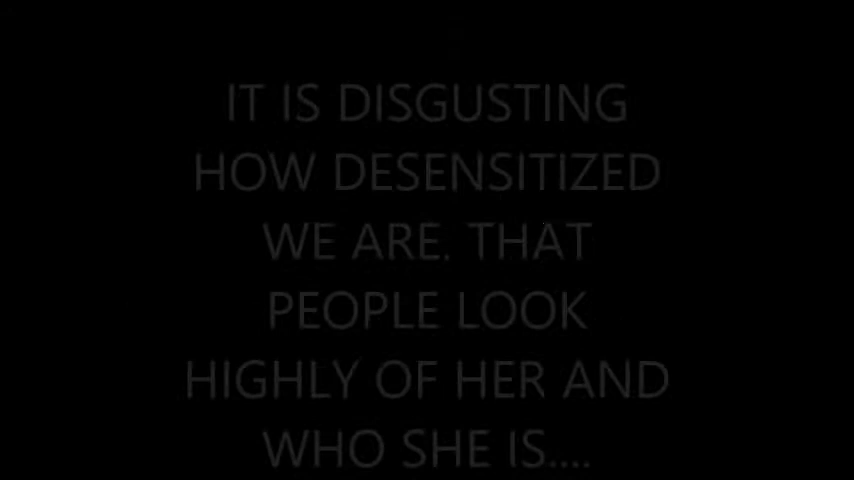 IT IS DISGUSTING
HOW DESENSITIZED
WE ARE. THAT
PEOPLE LOOK
HIGHLY OF HER AND
WHO SHE IS....